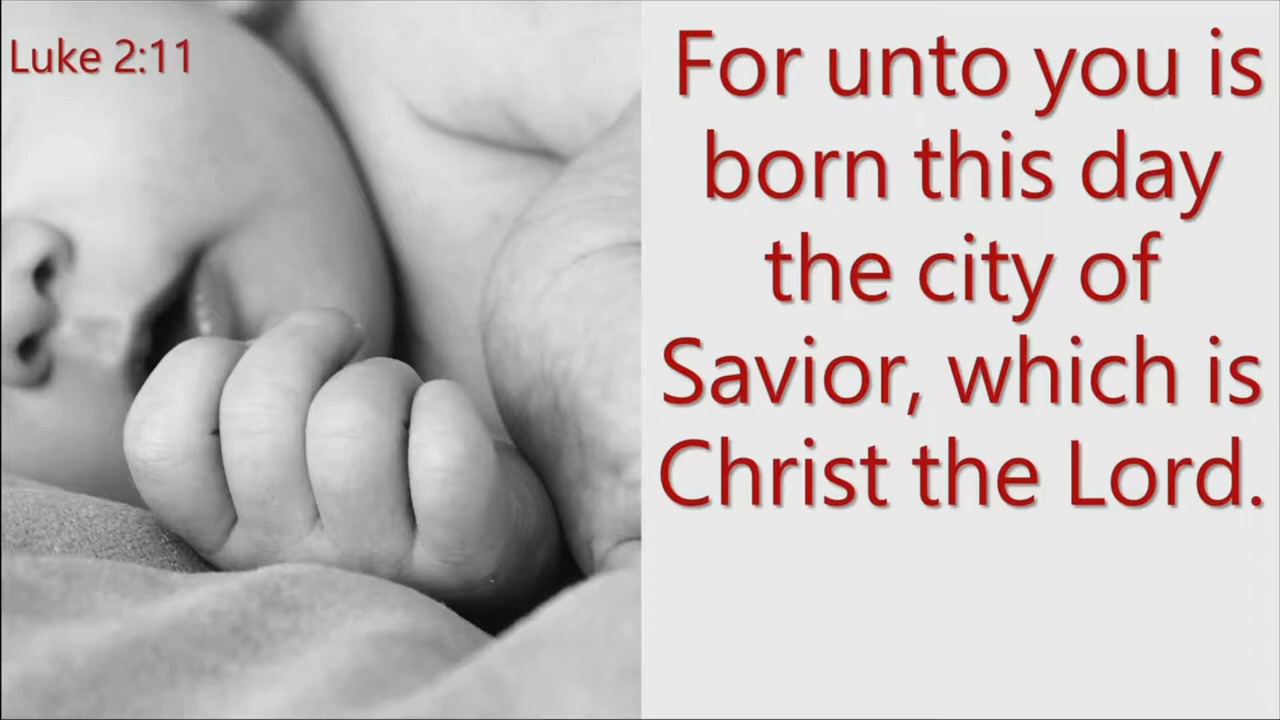 Luke 2:11
For unto you is
born this day
the city of
Savior, which is
Christ the Lord.